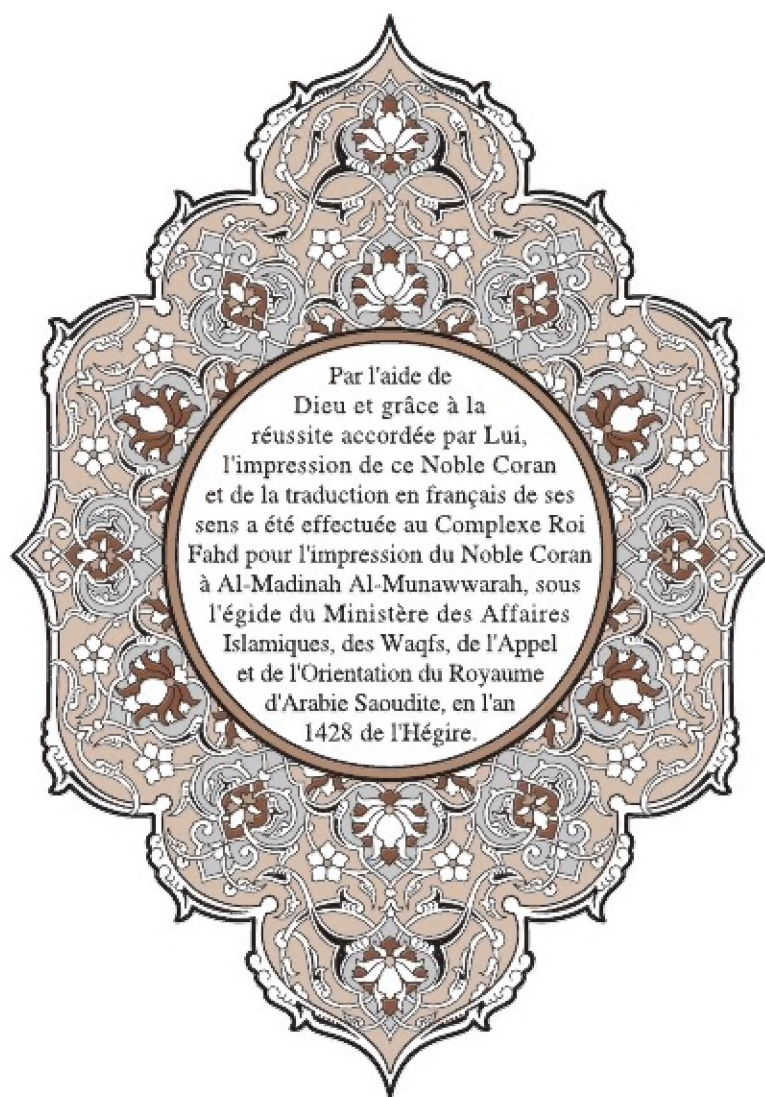 Par l'aide de
Dieu et grâce à la
réussite accordée par Lui,
l'impression de ce Noble Coran
et de la traduction en français de ses
sens a été effectuée au Complexe Roi
Fahd pour l'impression du Noble Coran
à Al-Madinah Al-Munawwarah, sous
l'égide du Ministère des Affaires
Islamiques, des Waqfs, de l'Appel
et de l'Orientation du Royaume
d'Arabie Saoudite, en l'an
1428 de l'Hégire.